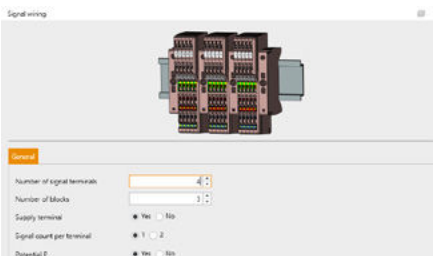 Signal wiring
General
Number of signal terminals 4
Number of blocks 3
Supply terminal Yes No
Signal count per terminal 1 2
Potential P Yes No